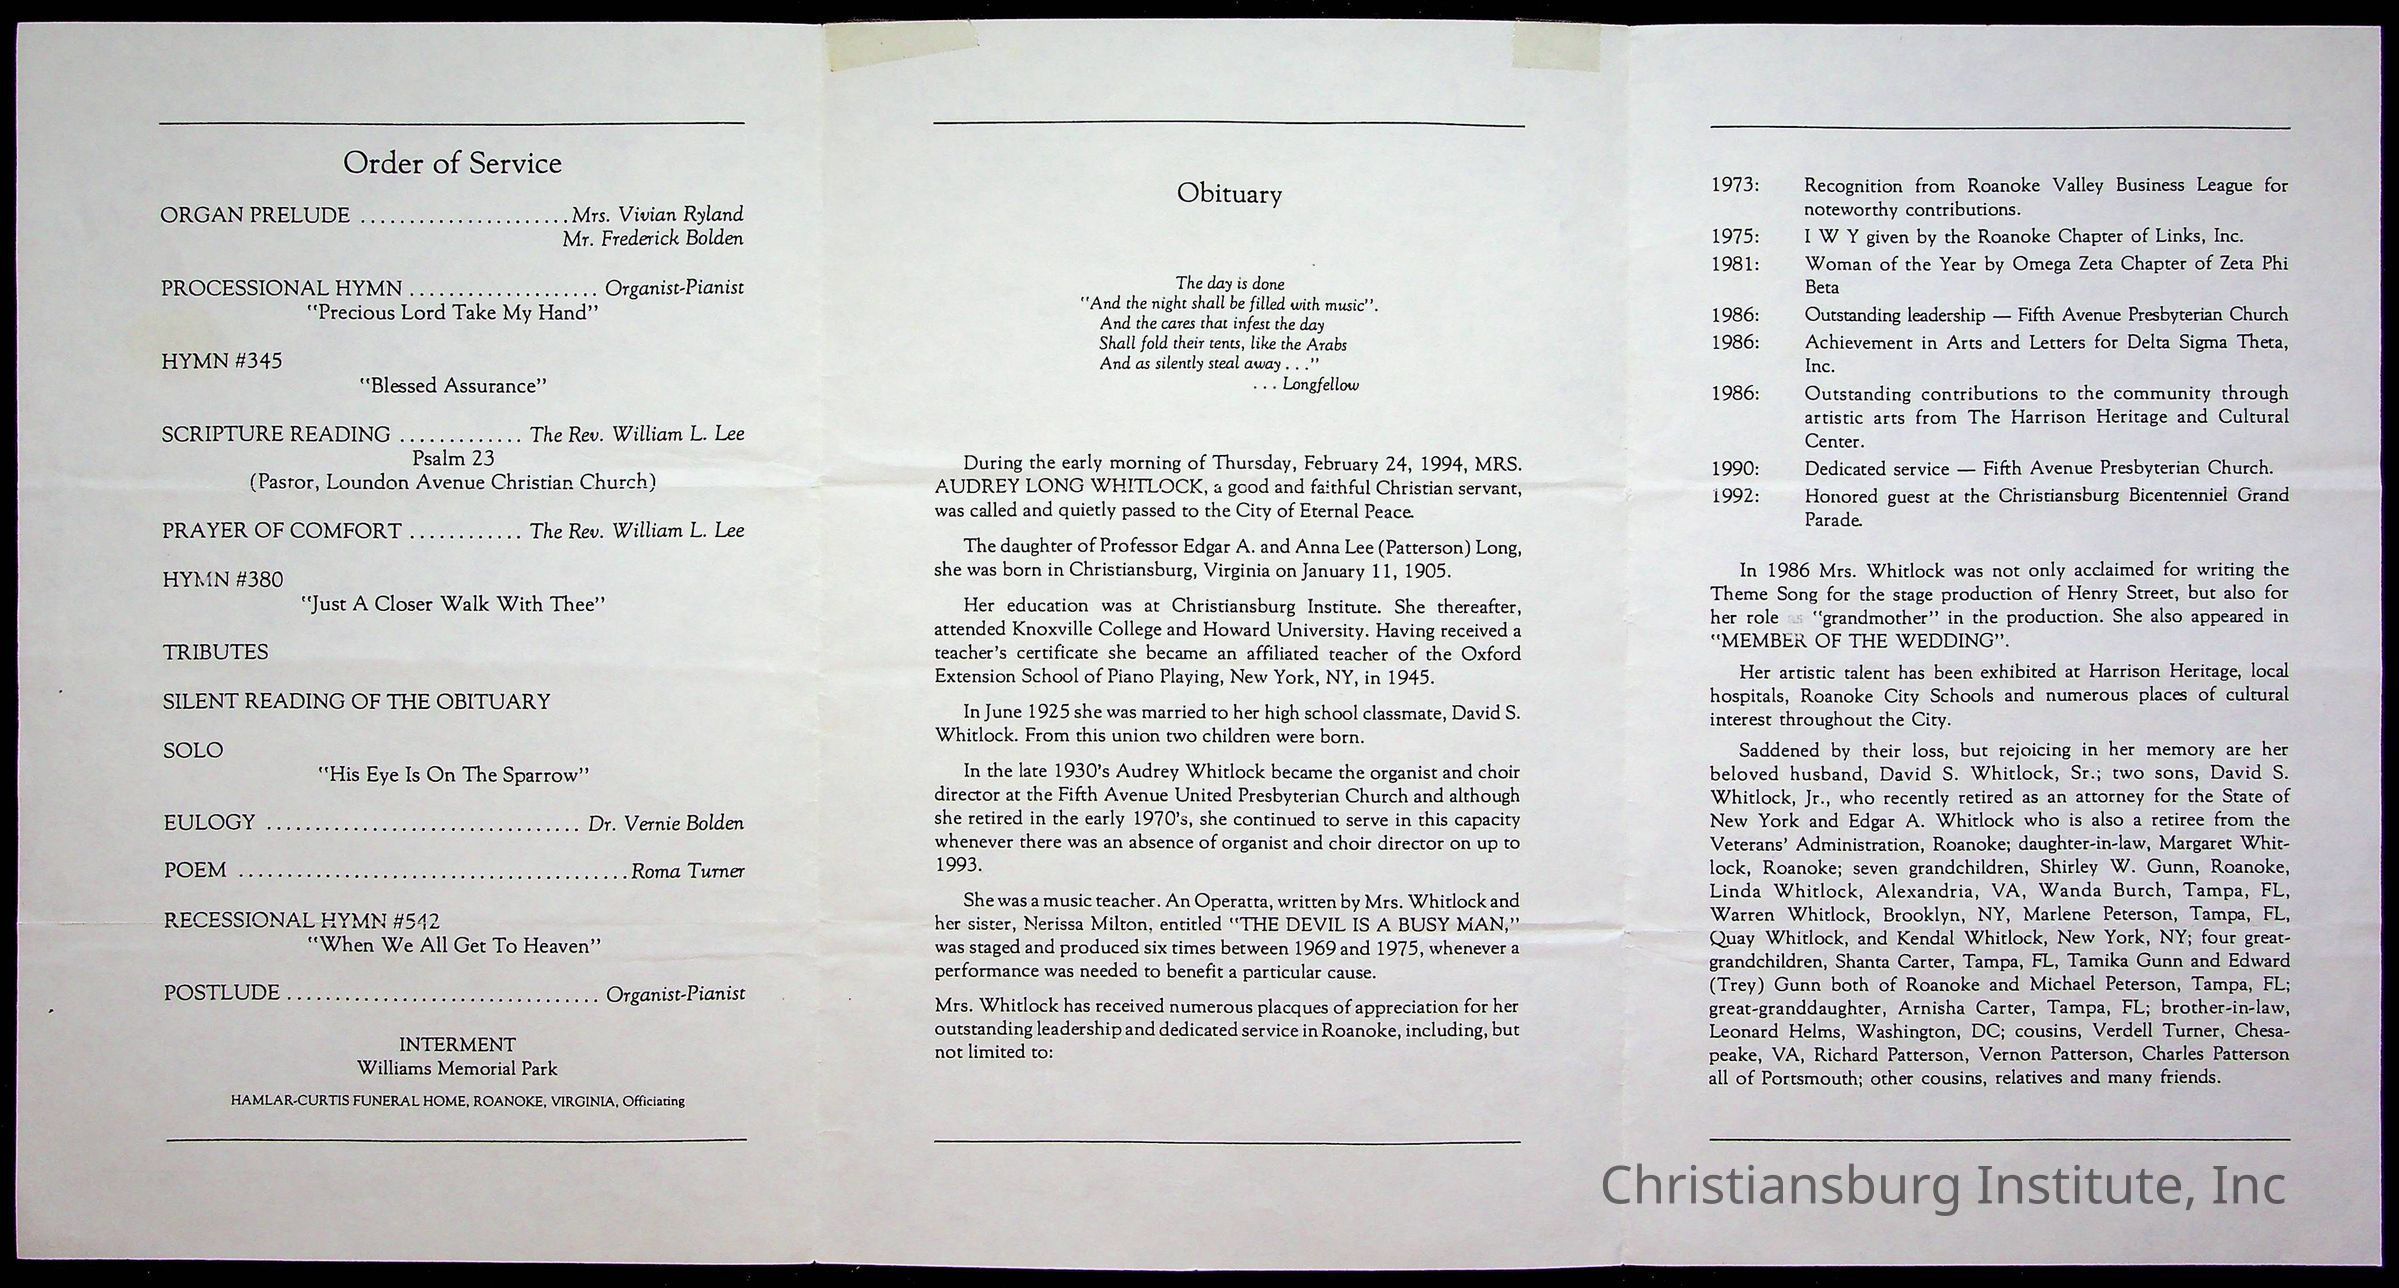 Order of Service
ORGAN PRELUDE ......................Mrs. Vivian Ryland
Mr. Frederick Bolden
PROCESSIONAL HYMN .................... Organist-Pianist
"Precious Lord Take My Hand"
HYMN #345
"Blessed Assurance"
SCRIPTURE READING ............. The Rev. William L. Lee
Psalm 23
(Pastor, Loundon Avenue Christian Church)
PRAYER OF COMFORT ............ The Rev. William L. Lee
HYMN #380
"Just A Closer Walk With Thee"
TRIBUTES
SILENT READING OF THE OBITUARY
SOLO
"His Eye Is On The Sparrow"
EULOGY ................................ Dr. Vernie Bolden
POEM ........................................Roma Turner
RECESSIONAL HYMN #542
"When We All Get To Heaven"
POSTLUDE ................................ Organist-Pianist
INTERMENT
Williams Memorial Park
HAMLAR-CURTIS FUNERAL HOME, ROANOKE, VIRGINIA, Officiating
Obituary
The day is done
"And the night shall be filled with music".
And the cares that infest the day
Shall fold their tents, like the Arabs
And as silently steal away . . ."
. . . Longfellow
During the early morning of Thursday, February 24, 1994, MRS.
AUDREY LONG WHITLOCK, a good and faithful Christian servant,
was called and quietly passed to the City of Eternal Peace.
The daughter of Professor Edgar A. and Anna Lee (Patterson) Long,
she was born in Christiansburg, Virginia on January 11, 1905.
Her education was at Christiansburg Institute. She thereafter,
attended Knoxville College and Howard University. Having received a
teacher's certificate she became an affiliated teacher of the Oxford
Extension School of Piano Playing, New York, NY, in 1945.
In June 1925 she was married to her high school classmate, David S.
Whitlock. From this union two children were born.
In the late 1930's Audrey Whitlock became the organist and choir
director at the Fifth Avenue United Presbyterian Church and although
she retired in the early 1970's, she continued to serve in this capacity
whenever there was an absence of organist and choir director on up to
1993.
She was a music teacher. An Operatta, written by Mrs. Whitlock and
her sister, Nerissa Milton, entitled "THE DEVIL IS A BUSY MAN,"
was staged and produced six times between 1969 and 1975, whenever a
performance was needed to benefit a particular cause.
Mrs. Whitlock has received numerous placques of appreciation for her
outstanding leadership and dedicated service in Roanoke, including, but
not limited to:
1973: Recognition from Roanoke Valley Business League for
noteworthy contributions.
1975: I W Y given by the Roanoke Chapter of Links, Inc.
1981: Woman of the Year by Omega Zeta Chapter of Zeta Phi
Beta
1986: Outstanding leadership — Fifth Avenue Presbyterian Church
1986: Achievement in Arts and Letters for Delta Sigma Theta,
Inc.
1986: Outstanding contributions to the community through
artistic arts from The Harrison Heritage and Cultural
Center.
1990: Dedicated service — Fifth Avenue Presbyterian Church.
1992: Honored guest at the Christiansburg Bicentenniel Grand
Parade.
In 1986 Mrs. Whitlock was not only acclaimed for writing the
Theme Song for the stage production of Henry Street, but also for
her role as "grandmother" in the production. She also appeared in
"MEMBER OF THE WEDDING".
Her artistic talent has been exhibited at Harrison Heritage, local
hospitals, Roanoke City Schools and numerous places of cultural
interest throughout the City.
Saddened by their loss, but rejoicing in her memory are her
beloved husband, David S. Whitlock, Sr.; two sons, David S.
Whitlock, Jr., who recently retired as an attorney for the State of
New York and Edgar A. Whitlock who is also a retiree from the
Veterans' Administration, Roanoke; daughter-in-law, Margaret Whit-
lock, Roanoke; seven grandchildren, Shirley W. Gunn, Roanoke,
Linda Whitlock, Alexandria, VA, Wanda Burch, Tampa, FL,
Warren Whitlock, Brooklyn, NY, Marlene Peterson, Tampa, FL,
Quay Whitlock, and Kendal Whitlock, New York, NY; four great-
grandchildren, Shanta Carter, Tampa, FL, Tamika Gunn and Edward
(Trey) Gunn both of Roanoke and Michael Peterson, Tampa, FL;
great-granddaughter, Arnisha Carter, Tampa, FL; brother-in-law,
Leonard Helms, Washington, DC; cousins, Verdell Turner, Chesa-
peake, VA, Richard Patterson, Vernon Patterson, Charles Patterson
all of Portsmouth; other cousins, relatives and many friends.
Christiansburg Institute, Inc